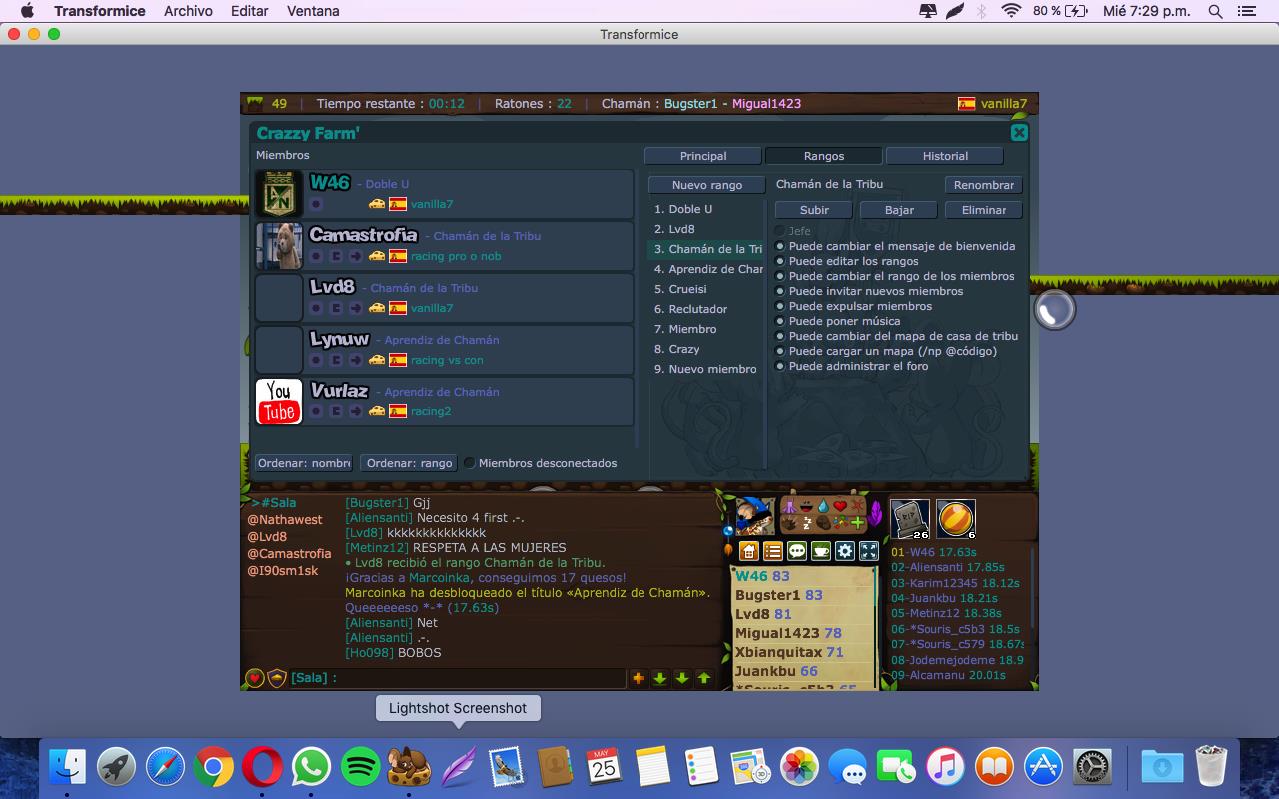 Transformice Archivo Editar Ventana 80 % Mié 7:29 p.m.
Transformice
49 | Tiempo restante : 00:12 | Ratones : 22 | Chamán : Bugster1 - Migual1423 vanilla7
Crazzy Farm'
Miembros
W46 - Doble U
vanilla7
Camastrofia - Chamán de la Tribu
racing pro o nob
Lvd8 - Chamán de la Tribu
vanilla7
Lynuw - Aprendiz de Chamán
racing vs con
You
Tube
Vurlaz - Aprendiz de Chamán
racing2
Ordenar: nombre Ordenar: rango Miembros desconectados
Principal Rangos Historial
Nuevo rango
1. Doble U
2. Lvd8
3. Chamán de la Tri
4. Aprendiz de Char
5. Crueisi
6. Reclutador
7. Miembro
8. Crazy
9. Nuevo miembro
Chamán de la Tribu Renombrar
Subir Bajar Eliminar
Jefe
Puede cambiar el mensaje de bienvenida
Puede editar los rangos
Puede cambiar el rango de los miembros
Puede invitar nuevos miembros
Puede expulsar miembros
Puede poner música
Puede cambiar del mapa de casa de tribu
Puede cargar un mapa (/np @código)
Puede administrar el foro
>#Sala
@Nathawest
@Lvd8
@Camastrofia
@I90sm1sk
[Bugster1] Gjj
[Aliensanti] Necesito 4 first .-.
[Lvd8] kkkkkkkkkkkkkk
[Metinz12] RESPETA A LAS MUJERES
• Lvd8 recibió el rango Chamán de la Tribu.
¡Gracias a Marcoinka, conseguimos 17 quesos!
Marcoinka ha desbloqueado el título «Aprendiz de Chamán».
Queeeeeeso *-* (17.63s)
[Aliensanti] Net
[Aliensanti] .-.
[Ho098] BOBOS
[Sala] :
W46 83
Bugster1 83
Lvd8 81
Migual1423 78
Xbianquitax 71
Juankbu 66
*Souris_c5b3 65
RIP
26 6
01-W46 17.63s
02-Aliensanti 17.85s
03-Karim12345 18.12s
04-Juankbu 18.21s
05-Metinz12 18.38s
06-*Souris_c5b3 18.5s
07-*Souris_c579 18.67s
08-Jodemejodeme 18.9
09-Alcamanu 20.01s
Lightshot Screenshot
MAY
25